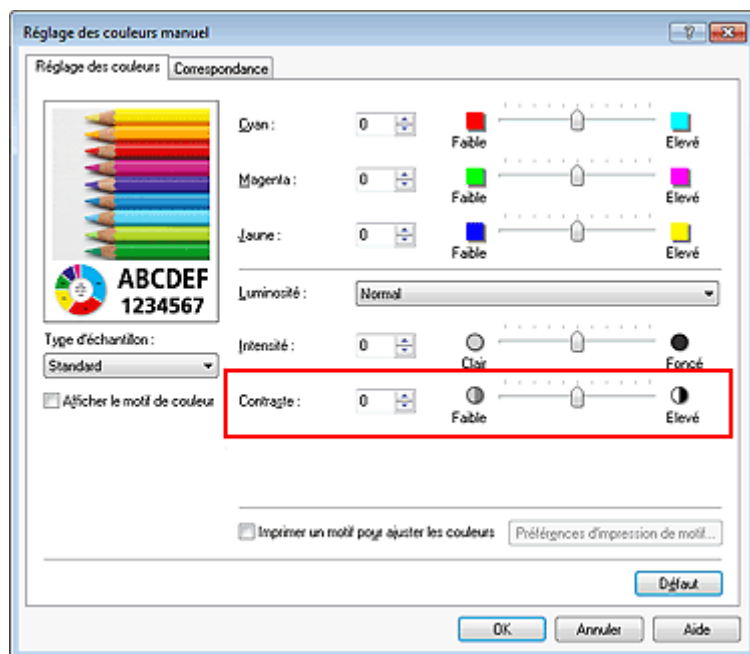 Réglage des couleurs manuel
Réglage des couleurs
Correspondance
Cyan :
0
Faible
Elevé
Magenta :
0
Faible
Elevé
Jaune :
0
Faible
Elevé
ABCDEF
1234567
Luminosité :
Normal
Type d'échantillon :
Standard
Intensité :
0
Clair
Foncé
Afficher le motif de couleur
Contraste :
0
Faible
Elevé
Imprimer un motif pour ajuster les couleurs
Préférences d'impression de motif...
Défaut
OK
Annuler
Aide